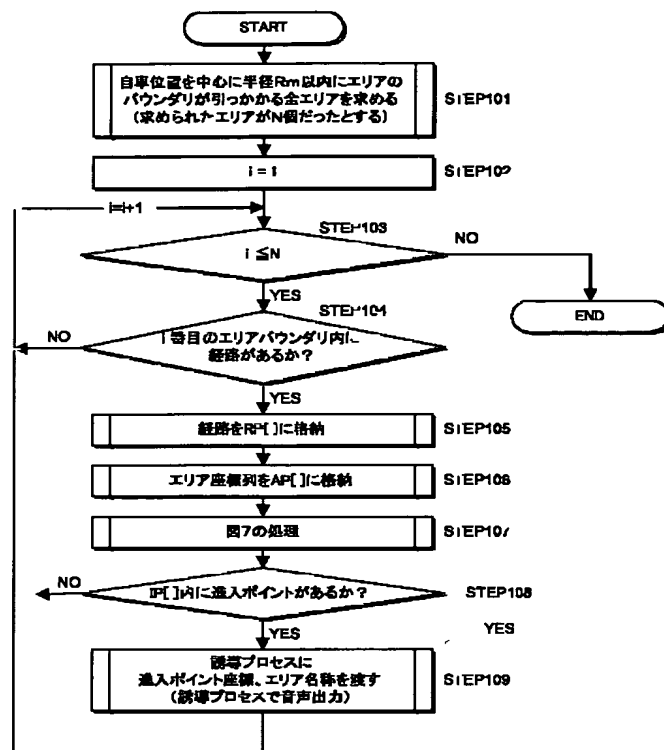 START
自車位置を中心に半径Rm以内にエリアの
バウンダリが引っかかる全エリアを求める
(求められたエリアがN個だったとする)
STEP101
i = 1
STEP102
i=i+1
STEP103
i ≦N
NO
YES
END
STEP104
i 番目のエリアバウンダリ内に
経路があるか?
NO
YES
経路をRP[ ]に格納
STEP105
エリア座標列をAP[ ]に格納
STEP106
図7の処理
STEP107
IP[ ]内に進入ポイントがあるか?
NO
STEP108
YES
YES
誘導プロセスに
進入ポイント座標、エリア名称を渡す
(誘導プロセスで音声出力)
STEP109